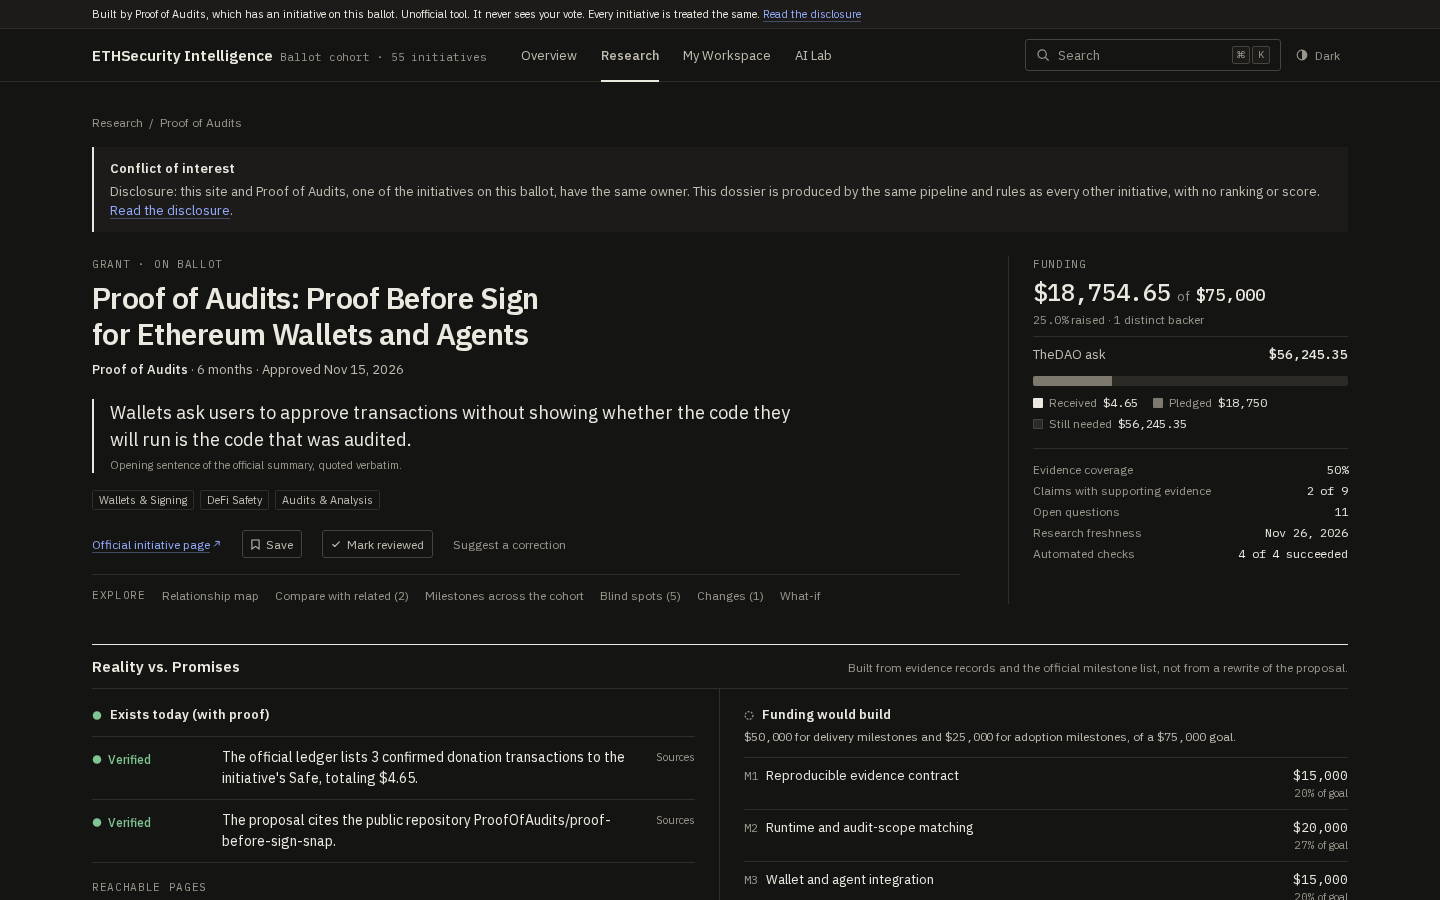 Built by Proof of Audits, which has an initiative on this ballot. Unofficial tool. It never sees your vote. Every initiative is treated the same. Read the disclosure
ETHSecurity Intelligence Ballot cohort · 55 initiatives Overview Research My Workspace AI Lab Search ⌘ K Dark
Research / Proof of Audits
Conflict of interest
Disclosure: this site and Proof of Audits, one of the initiatives on this ballot, have the same owner. This dossier is produced by the same pipeline and rules as every other initiative, with no ranking or score.
Read the disclosure.
GRANT · ON BALLOT
Proof of Audits: Proof Before Sign
for Ethereum Wallets and Agents
Proof of Audits · 6 months · Approved Nov 15, 2026
Wallets ask users to approve transactions without showing whether the code they
will run is the code that was audited.
Opening sentence of the official summary, quoted verbatim.
Wallets & Signing DeFi Safety Audits & Analysis
Official initiative page ↗ Save Mark reviewed Suggest a correction
EXPLORE Relationship map Compare with related (2) Milestones across the cohort Blind spots (5) Changes (1) What-if
FUNDING
$18,754.65 of $75,000
25.0% raised · 1 distinct backer
TheDAO ask $56,245.35
Received $4.65 Pledged $18,750
Still needed $56,245.35
Evidence coverage 50%
Claims with supporting evidence 2 of 9
Open questions 11
Research freshness Nov 26, 2026
Automated checks 4 of 4 succeeded
Reality vs. Promises Built from evidence records and the official milestone list, not from a rewrite of the proposal.
Exists today (with proof)
Verified The official ledger lists 3 confirmed donation transactions to the Sources
initiative's Safe, totaling $4.65.
Verified The proposal cites the public repository ProofOfAudits/proof- Sources
before-sign-snap.
REACHABLE PAGES
Funding would build
$50,000 for delivery milestones and $25,000 for adoption milestones, of a $75,000 goal.
M1 Reproducible evidence contract $15,000
20% of goal
M2 Runtime and audit-scope matching $20,000
27% of goal
M3 Wallet and agent integration $15,000
20% of goal